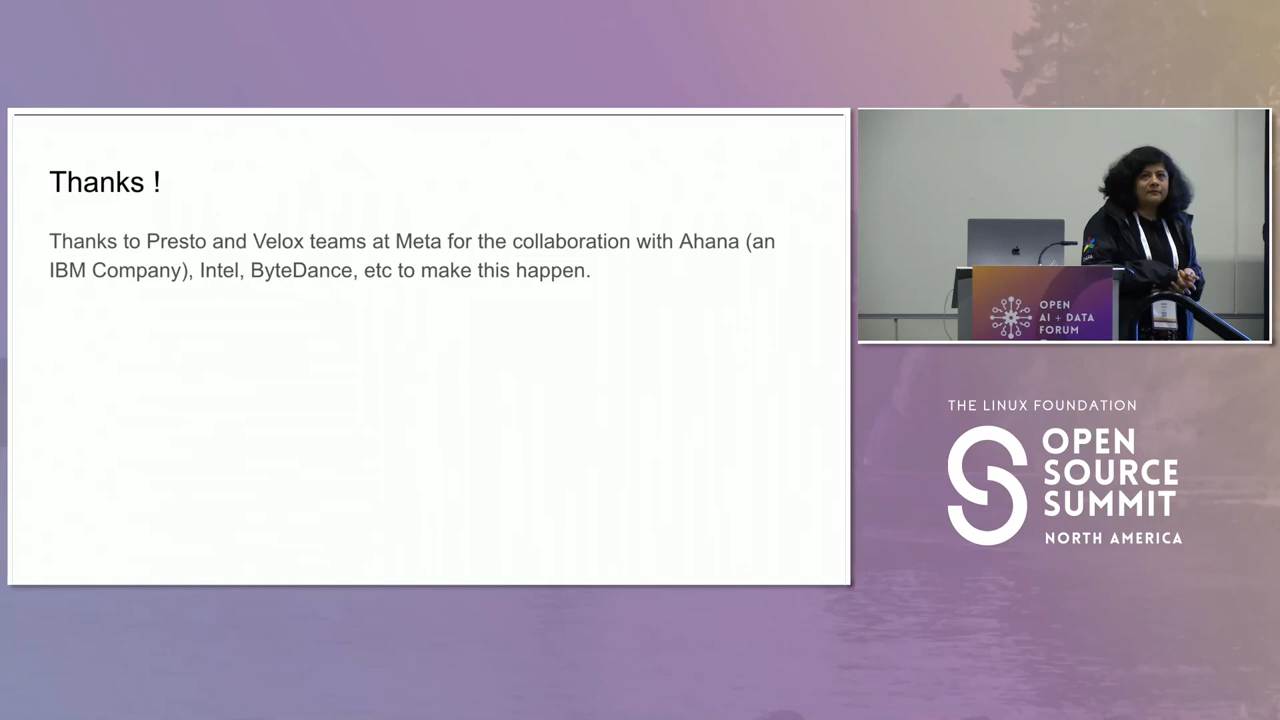 Thanks !
Thanks to Presto and Velox teams at Meta for the collaboration with Ahana (an
IBM Company), Intel, ByteDance, etc to make this happen.
OPEN
AI + DATA
FORUM
THE LINUX FOUNDATION
OPEN
SOURCE
SUMMIT
NORTH AMERICA